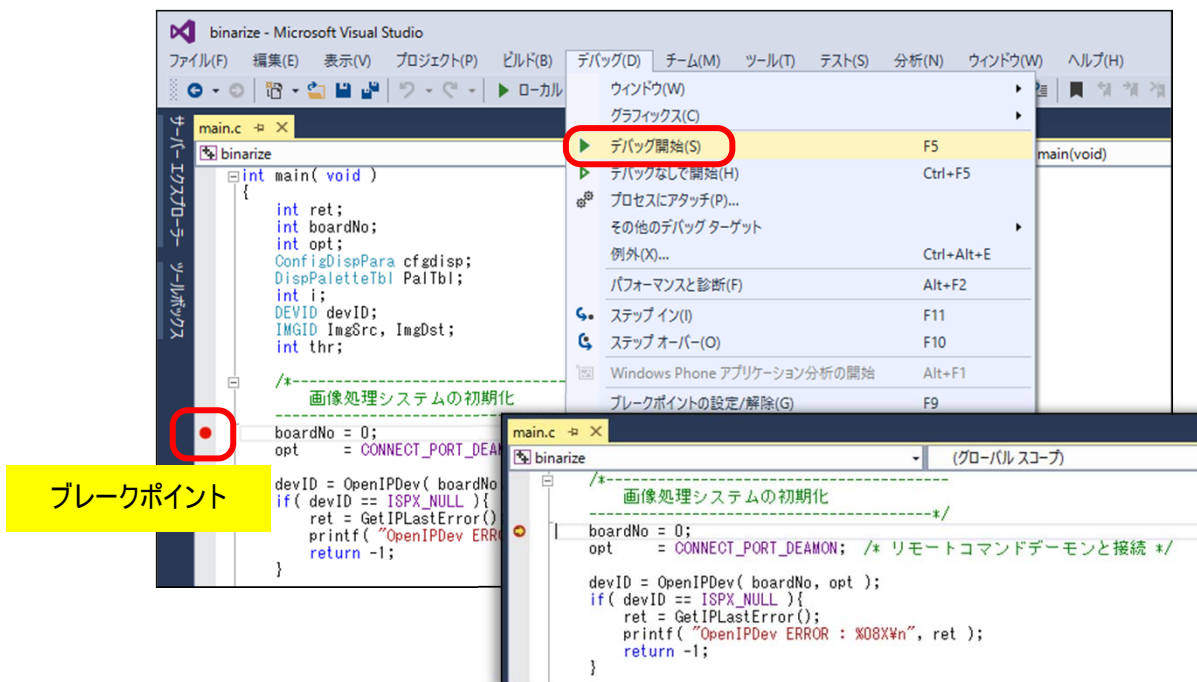 binarize - Microsoft Visual Studio
ファイル(F) 編集(E) 表示(V) プロジェクト(P) ビルド(B) デバッグ(D) チーム(M) ツール(T) テスト(S) 分析(N) ウィンドウ(W) ヘルプ(H)
ローカル
サーバー エクスプローラー
ツールボックス
main.c
binarize
main(void)
int main( void )
{
int ret;
int boardNo;
int opt;
ConfigDispPara cfgdisp;
DispPaletteTbl PalTbl;
int i;
DEVID devID;
IMGID ImgSrc, ImgDst;
int thr;
/*----------------------------------
画像処理システムの初期化
----------------------------------
boardNo = 0;
opt = CONNECT_PORT_DEA
devID = OpenIPDev( boardNo
if( devID == ISPX_NULL ){
ret = GetIPLastError()
printf( "OpenIPDev ERR
return -1;
}
ブレークポイント
ウィンドウ(W)
グラフィックス(C)
デバッグ開始(S) F5
デバッグなしで開始(H) Ctrl+F5
プロセスにアタッチ(P)...
その他のデバッグ ターゲット
例外(X)... Ctrl+Alt+E
パフォーマンスと診断(F) Alt+F2
ステップ イン(I) F11
ステップ オーバー(O) F10
Windows Phone アプリケーション分析の開始 Alt+F1
ブレークポイントの設定/解除(G) F9
main.c
binarize (グローバル スコープ)
/*----------------------------------------
画像処理システムの初期化
----------------------------------------*/
boardNo = 0;
opt = CONNECT_PORT_DEAMON; /* リモートコマンドデーモンと接続 */
devID = OpenIPDev( boardNo, opt );
if( devID == ISPX_NULL ){
ret = GetIPLastError();
printf( "OpenIPDev ERROR : %08X¥n", ret );
return -1;
}